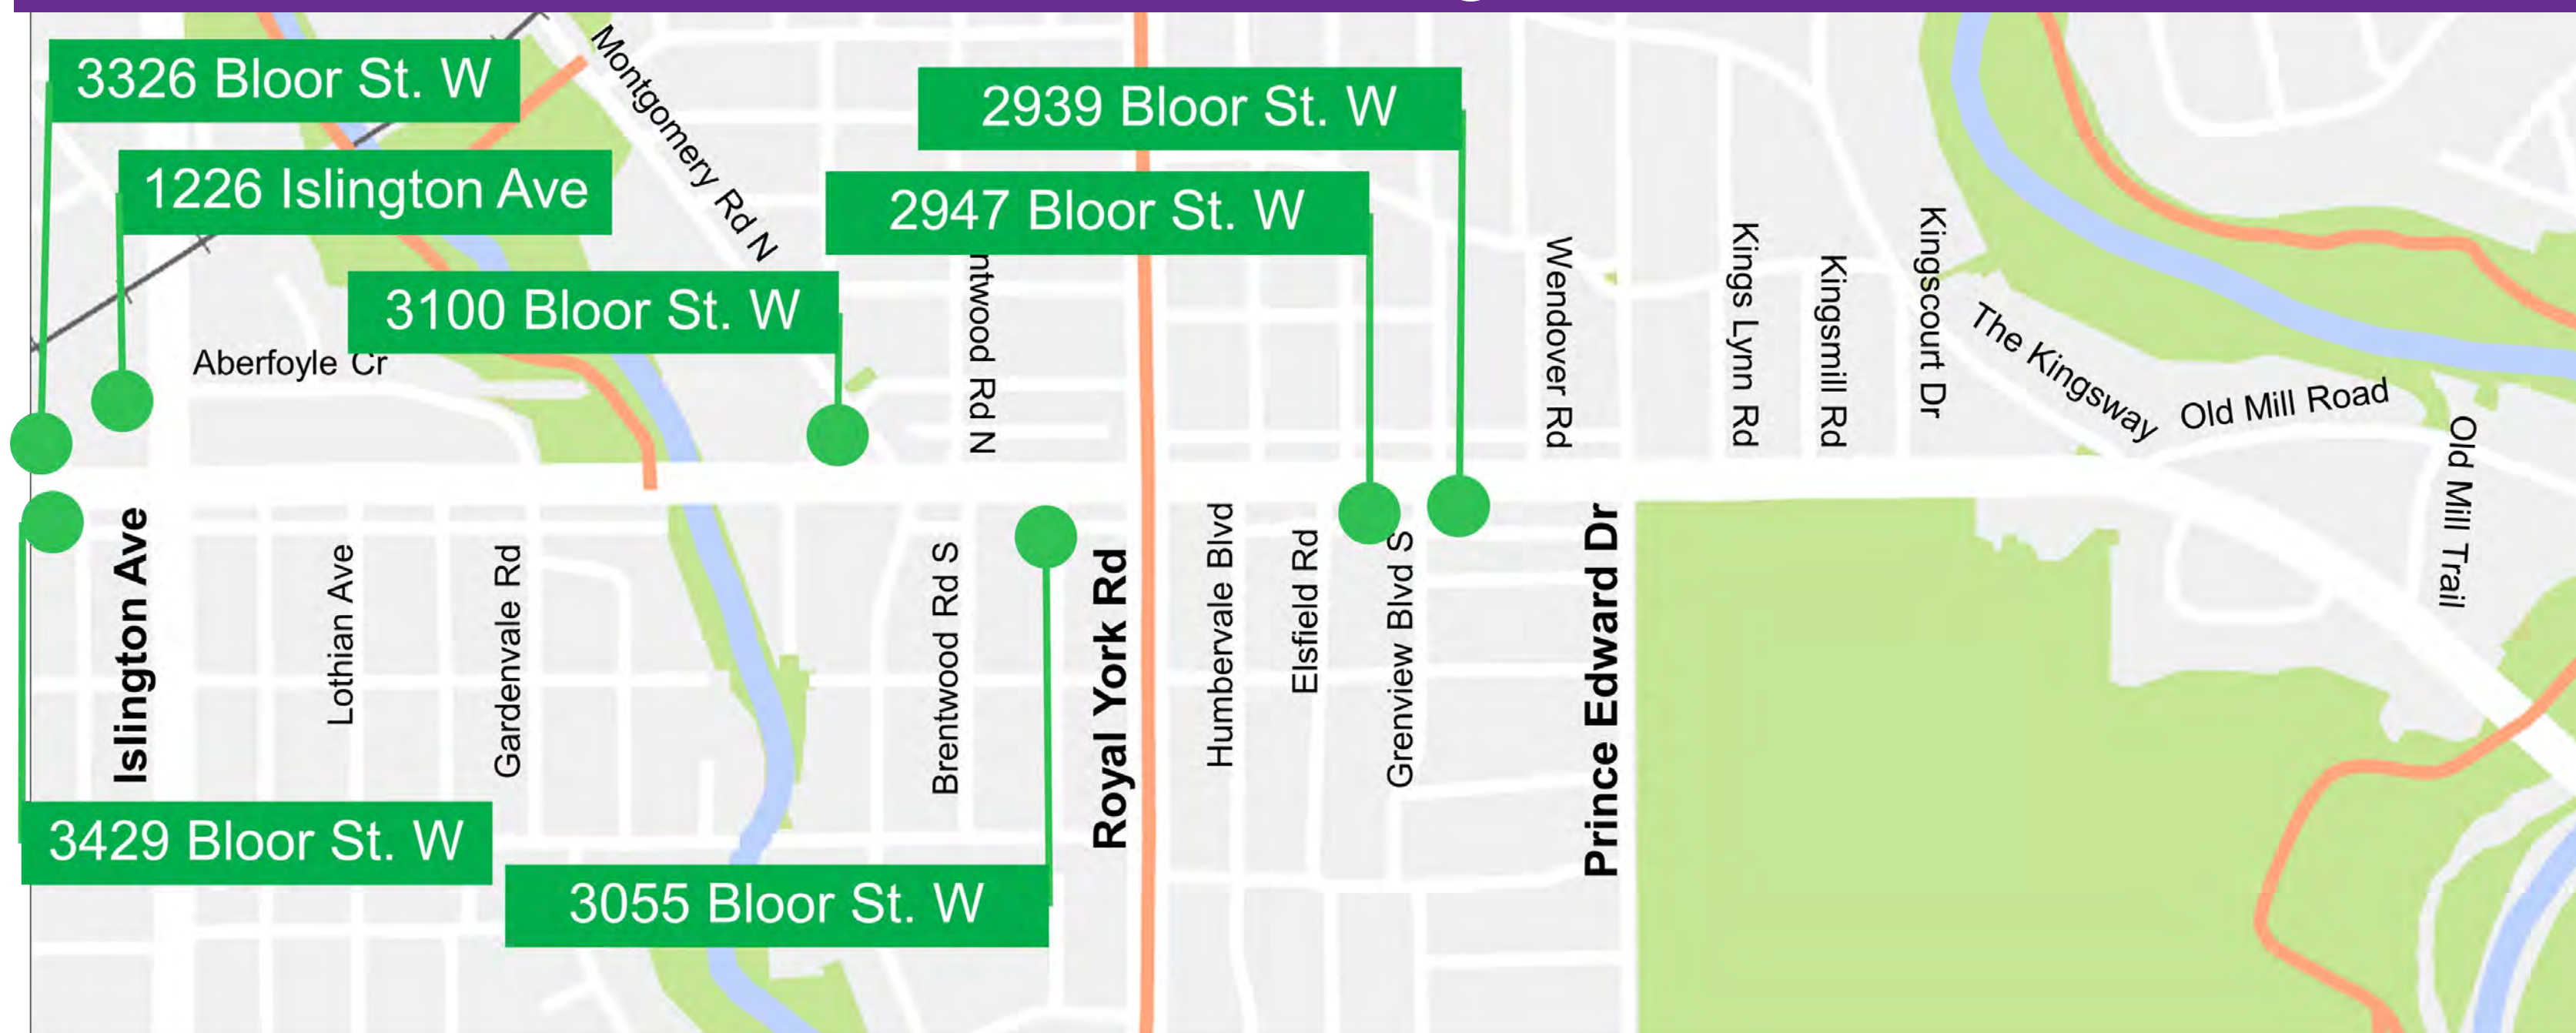 3326 Bloor St. W
1226 Islington Ave
3100 Bloor St. W
2939 Bloor St. W
2947 Bloor St. W
Montgomery Rd N
Aberfoyle Cr
ntwood Rd N
Wendover Rd
Kings Lynn Rd
Kingsmill Rd
Kingscourt Dr
The Kingsway
Old Mill Road
Old Mill Trail
Islington Ave
Lothian Ave
Gardenvale Rd
Brentwood Rd S
Royal York Rd
Humbervale Blvd
Elsfield Rd
Grenview Blvd S
Prince Edward Dr
3429 Bloor St. W
3055 Bloor St. W